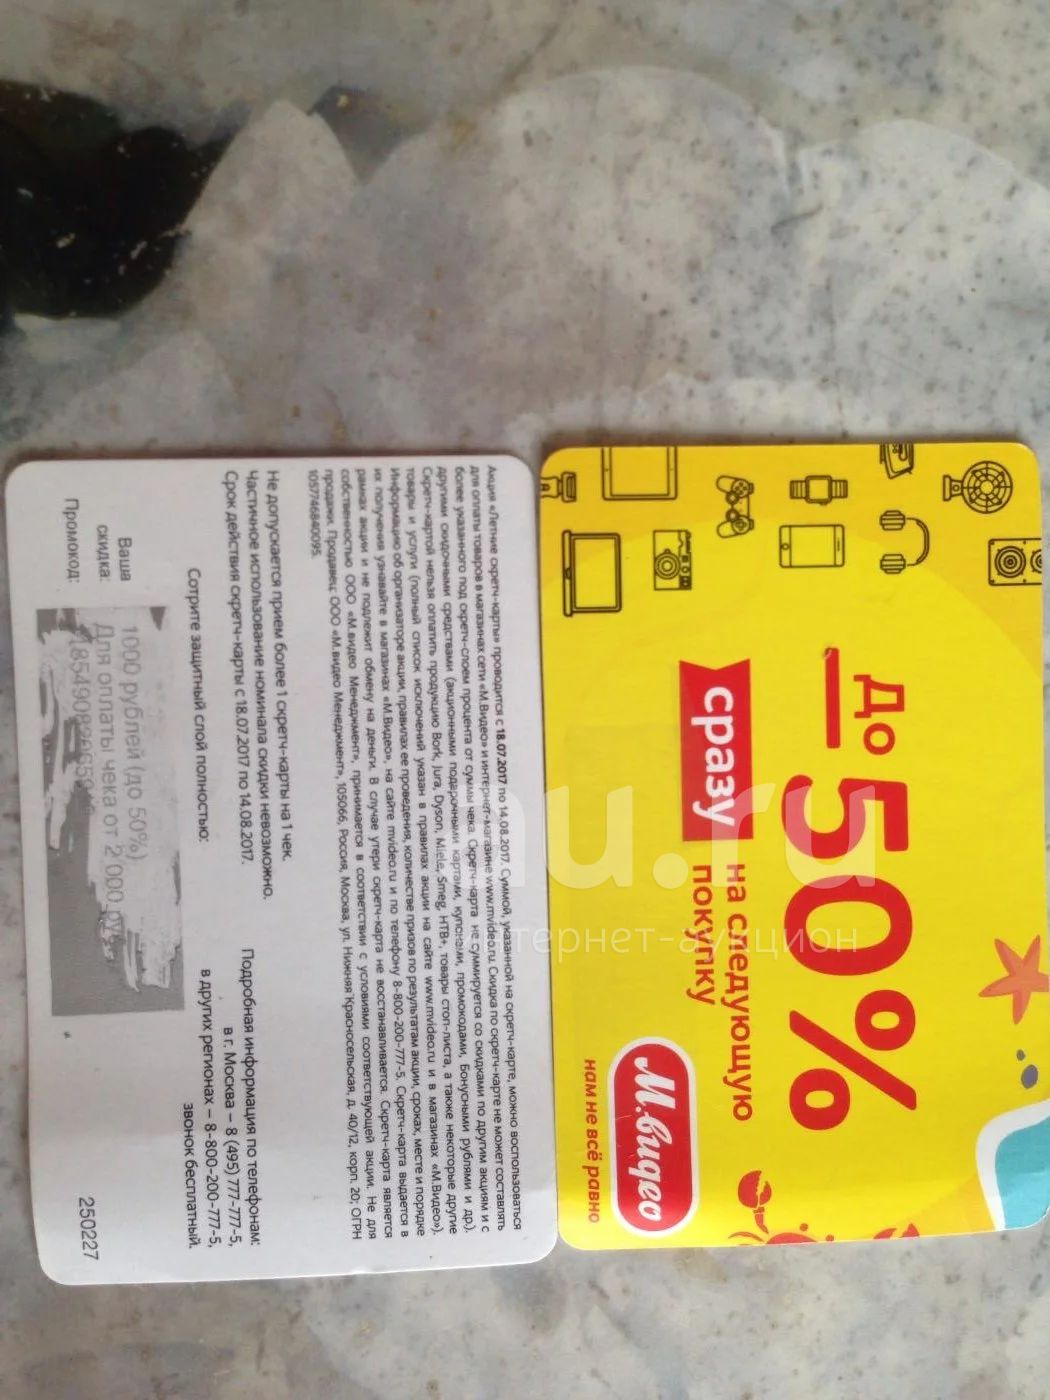 До
–50%
сразу
на следующую
покупку
М.видео
нам не всё равно
Акция «Летние скретч-карты» проводится с 18.07.2017 по 14.08.2017. Суммой, указанной на скретч-карте, можно воспользоваться
для оплаты товаров в магазинах сети «М.Видео» и интернет-магазине www.mvideo.ru. Скидка по скретч-карте не может составлять
более указанного под скретч-слоем процента от суммы чека. Скретч-карта не суммируется со скидками по другим акциям и с
другими скидочными средствами (акционными подарочными картами, купонами, промокодами, Бонусными рублями и др.).
Скретч-картой нельзя оплатить продукцию Bork, Jura, Dyson, Miele, Smeg, НТВ+, товары стоп-листа, а также некоторые другие
товары и услуги (полный список исключений указан в правилах акции на сайте www.mvideo.ru и в магазинах «М.Видео»).
Информацию об организаторе акции, правилах ее проведения, количестве призов по результатам акции, сроках, месте и порядке
их получения узнавайте в магазинах «М.Видео», на сайте mvideo.ru и по телефону 8-800-200-777-5. Скретч-карта выдается в
рамках акции и не подлежит обмену на деньги. В случае утери скретч-карта не восстанавливается. Скретч-карта является
собственностью ООО «М.видео Менеджмент», принимается в соответствии с условиями соответствующей акции. Не для
продажи. Продавец: ООО «М.видео Менеджмент», 105066, Россия, Москва, ул. Нижняя Красносельская, д. 40/12, корп. 20; ОГРН
1057746840095.
Не допускается прием более 1 скретч-карты на 1 чек.
Частичное использование номинала скидки невозможно.
Срок действия скретч-карты с 18.07.2017 по 14.08.2017.
Подробная информация по телефонам:
в г. Москва – 8 (495) 777-777-5,
в других регионах – 8-800-200-777-5,
звонок бесплатный.
Сотрите защитный слой полностью:
Ваша
скидка:
1000 рублей (до 50%)
Для оплаты чека от 2 000 ру
Промокод:
250227
au.ru
интернет-аукцион